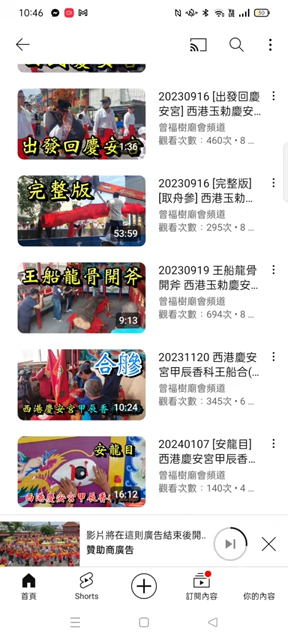 10:46
50
出發回慶安宮
1:36
20230916 [出發回慶
安宮] 西港玉勅慶安...
曾福樹廟會頻道
觀看次數：460次 • 8 ...
完整版
53:59
20230916 [完整版]
[取舟參] 西港玉勅...
曾福樹廟會頻道
觀看次數：295次 • 8 ...
王船龍骨開斧
9:13
20230919 王船龍骨
開斧 西港玉勅慶安...
曾福樹廟會頻道
觀看次數：694次 • 8 ...
合艌
西港慶安宮甲辰香
10:24
20231120 西港慶安
宮甲辰香科王船合(...
曾福樹廟會頻道
觀看次數：345次 • 6 ...
安龍目
西港慶安宮甲辰香
16:12
20240107 [安龍目]
西港慶安宮甲辰香...
曾福樹廟會頻道
觀看次數：140次 • 4 ...
影片將在這則廣告結束後開...
贊助商廣告
首頁
Shorts
訂閱內容
你的內容